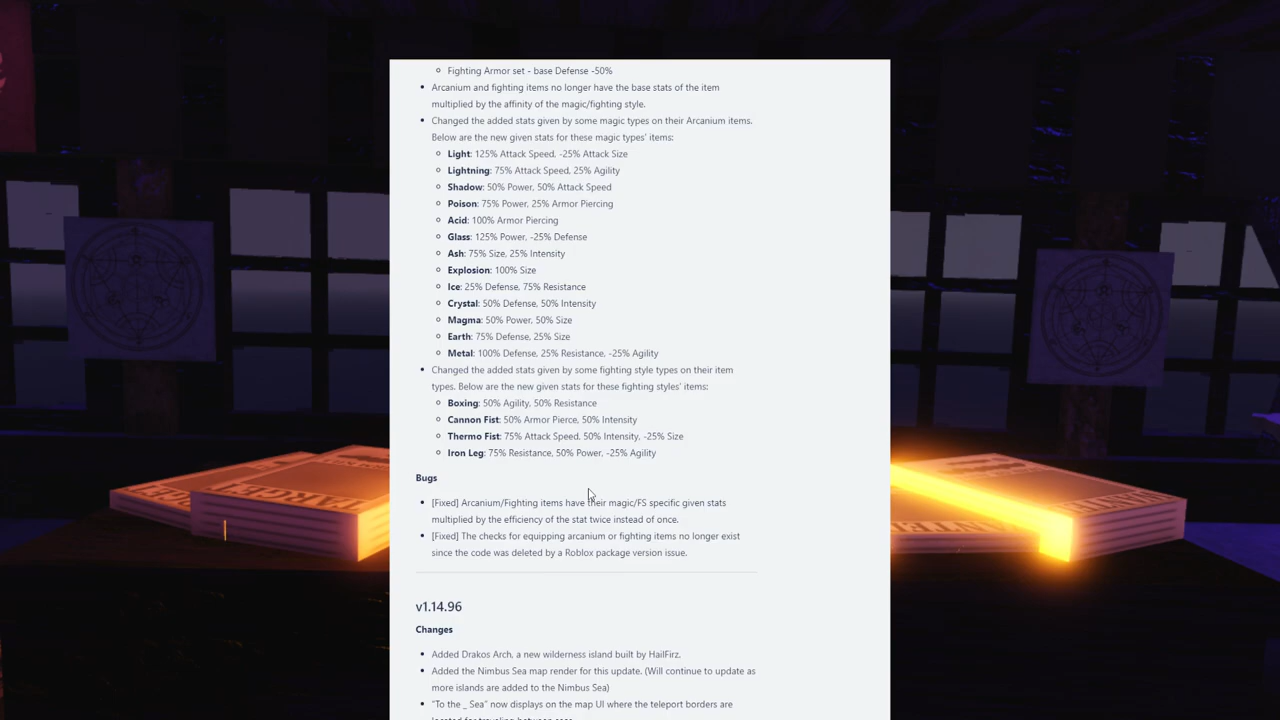 Fighting Armor set - base Defense -50%
Arcanium and fighting items no longer have the base stats of the item
multiplied by the affinity of the magic/fighting style.
Changed the added stats given by some magic types on their Arcanium items.
Below are the new given stats for these magic types' items:
Light: 125% Attack Speed, -25% Attack Size
Lightning: 75% Attack Speed, 25% Agility
Shadow: 50% Power, 50% Attack Speed
Poison: 75% Power, 25% Armor Piercing
Acid: 100% Armor Piercing
Glass: 125% Power, -25% Defense
Ash: 75% Size, 25% Intensity
Explosion: 100% Size
Ice: 25% Defense, 75% Resistance
Crystal: 50% Defense, 50% Intensity
Magma: 50% Power, 50% Size
Earth: 75% Defense, 25% Size
Metal: 100% Defense, 25% Resistance, -25% Agility
Changed the added stats given by some fighting style types on their item
types. Below are the new given stats for these fighting styles' items:
Boxing: 50% Agility, 50% Resistance
Cannon Fist: 50% Armor Pierce, 50% Intensity
Thermo Fist: 75% Attack Speed, 50% Intensity, -25% Size
Iron Leg: 75% Resistance, 50% Power, -25% Agility
Bugs
[Fixed] Arcanium/Fighting items have their magic/FS specific given stats
multiplied by the efficiency of the stat twice instead of once.
[Fixed] The checks for equipping arcanium or fighting items no longer exist
since the code was deleted by a Roblox package version issue.
v1.14.96
Changes
Added Drakos Arch, a new wilderness island built by HailFirz.
Added the Nimbus Sea map render for this update. (Will continue to update as
more islands are added to the Nimbus Sea)
"To the _ Sea" now displays on the map UI where the teleport borders are